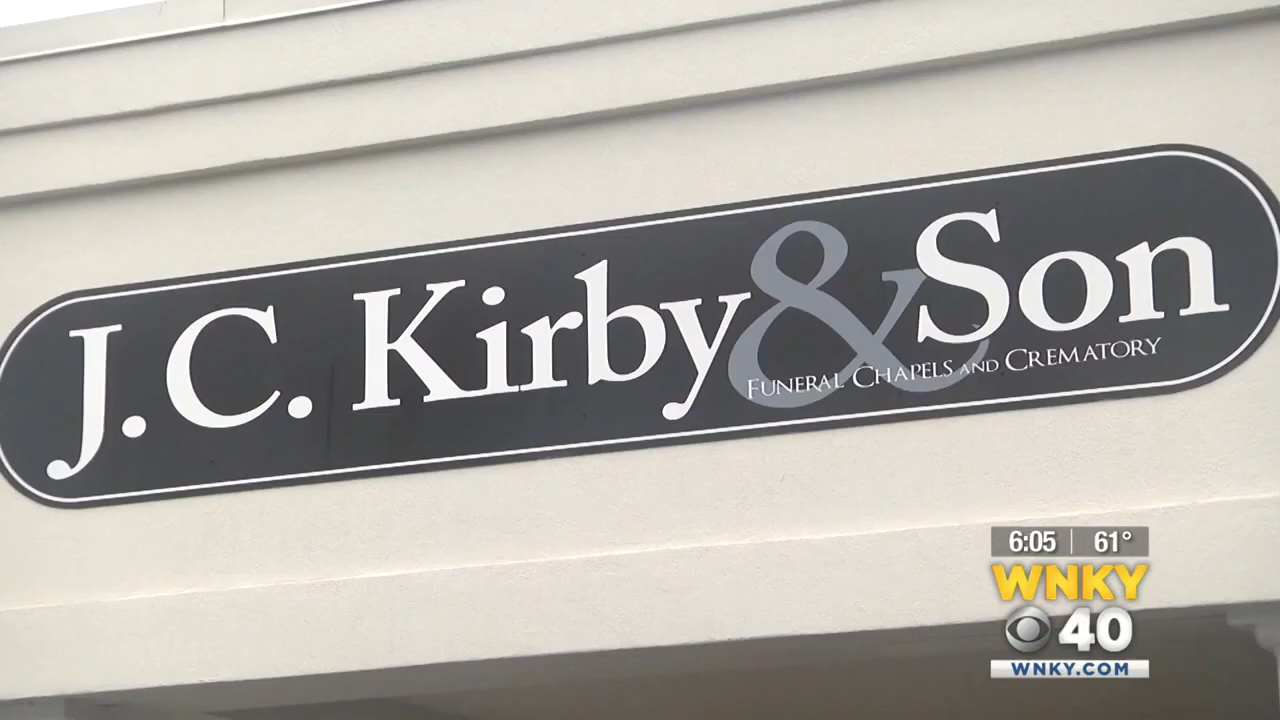 J.C. Kirby & Son
FUNERAL CHAPELS AND CREMATORY
6:05 61°
WNKY
40
WNKY.COM